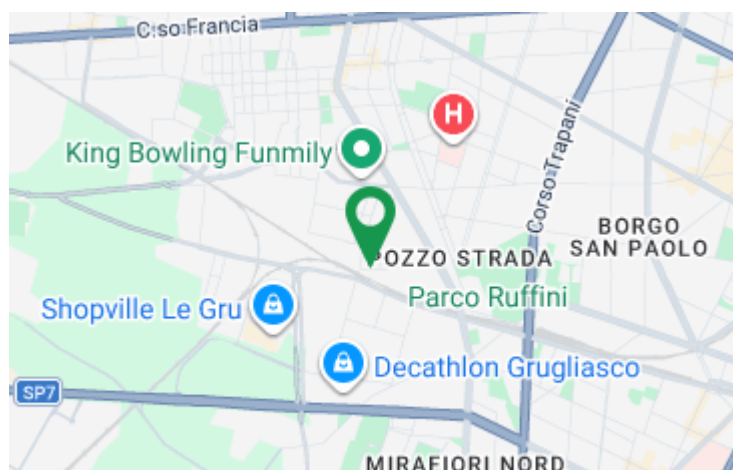 C.so Francia
H
King Bowling Funmily
Corso Trapani
BORGO
SAN PAOLO
POZZO STRADA
Parco Ruffini
Shopville Le Gru
Decathlon Grugliasco
SP7
MIRAFIORI NORD